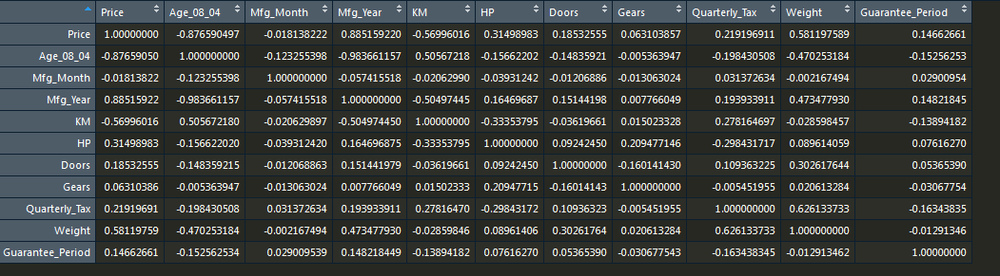 Price Age_08_04 Mfg_Month Mfg_Year KM HP Doors Gears Quarterly_Tax Weight Guarantee_Period
Price 1.00000000 -0.876590497 -0.018138222 0.885159220 -0.56996016 0.31498983 0.18532555 0.063103857 0.219196911 0.581197589 0.14662661
Age_08_04 -0.87659050 1.000000000 -0.123255398 -0.983661157 0.50567218 -0.15662202 -0.14835921 -0.005363947 -0.198430508 -0.470253184 -0.15256253
Mfg_Month -0.01813822 -0.123255398 1.000000000 -0.057415518 -0.02062990 -0.03931242 -0.01206886 -0.013063024 0.031372634 -0.002167494 0.02900954
Mfg_Year 0.88515922 -0.983661157 -0.057415518 1.000000000 -0.50497445 0.16469687 0.15144198 0.007766049 0.193933911 0.473477930 0.14821845
KM -0.56996016 0.505672180 -0.020629897 -0.504974450 1.00000000 -0.33353795 -0.03619661 0.015023328 0.278164697 -0.028598457 -0.13894182
HP 0.31498983 -0.156622020 -0.039312420 0.164696875 -0.33353795 1.00000000 0.09242450 0.209477146 -0.298431717 0.089614059 0.07616270
Doors 0.18532555 -0.148359215 -0.012068863 0.151441979 -0.03619661 0.09242450 1.00000000 -0.160141430 0.109363225 0.302617644 0.05365390
Gears 0.06310386 -0.005363947 -0.013063024 0.007766049 0.01502333 0.20947715 -0.16014143 1.000000000 -0.005451955 0.020613284 -0.03067754
Quarterly_Tax 0.21919691 -0.198430508 0.031372634 0.193933911 0.27816470 -0.29843172 0.10936323 -0.005451955 1.000000000 0.626133733 -0.16343835
Weight 0.58119759 -0.470253184 -0.002167494 0.473477930 -0.02859846 0.08961406 0.30261764 0.020613284 0.626133733 1.000000000 -0.01291346
Guarantee_Period 0.14662661 -0.152562534 0.029009539 0.148218449 -0.13894182 0.07616270 0.05365390 -0.030677543 -0.163438345 -0.012913462 1.00000000